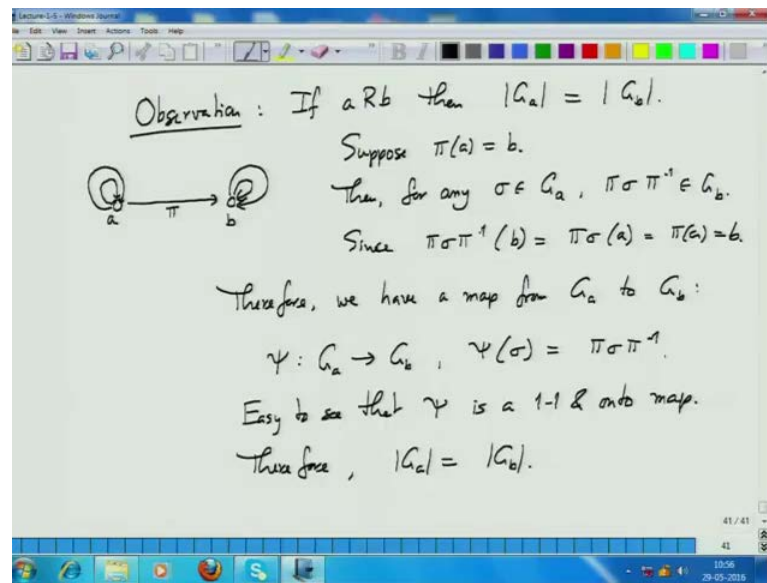 Lecture-1-5 - Windows Journal
Edit View Insert Actions Tools Help
Observation : If a R b then |G_a| = |G_b|.
Suppose π(a) = b.
Then, for any σ ∈ G_a, πσπ⁻¹ ∈ G_b.
a π b
Since πσπ⁻¹(b) = πσ(a) = π(a) = b.
Therefore, we have a map from G_a to G_b :
Ψ : G_a → G_b , Ψ(σ) = πσπ⁻¹.
Easy to see that Ψ is a 1-1 & onto map.
Therefore, |G_a| = |G_b|.
41 / 41
41
10:56
29-05-2016